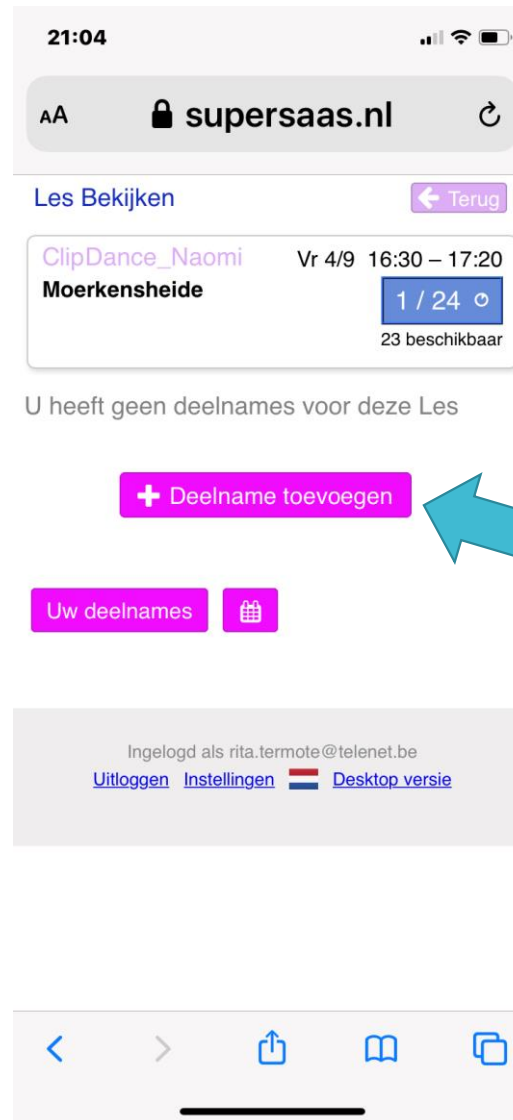 21:04
AA supersaas.nl
Les Bekijken Terug
ClipDance_Naomi Vr 4/9 16:30 – 17:20
Moerkensheide 1 / 24
23 beschikbaar
U heeft geen deelnames voor deze Les
Deelname toevoegen
Uw deelnames
Ingelogd als rita.termote@telenet.be
Uitloggen Instellingen Desktop versie